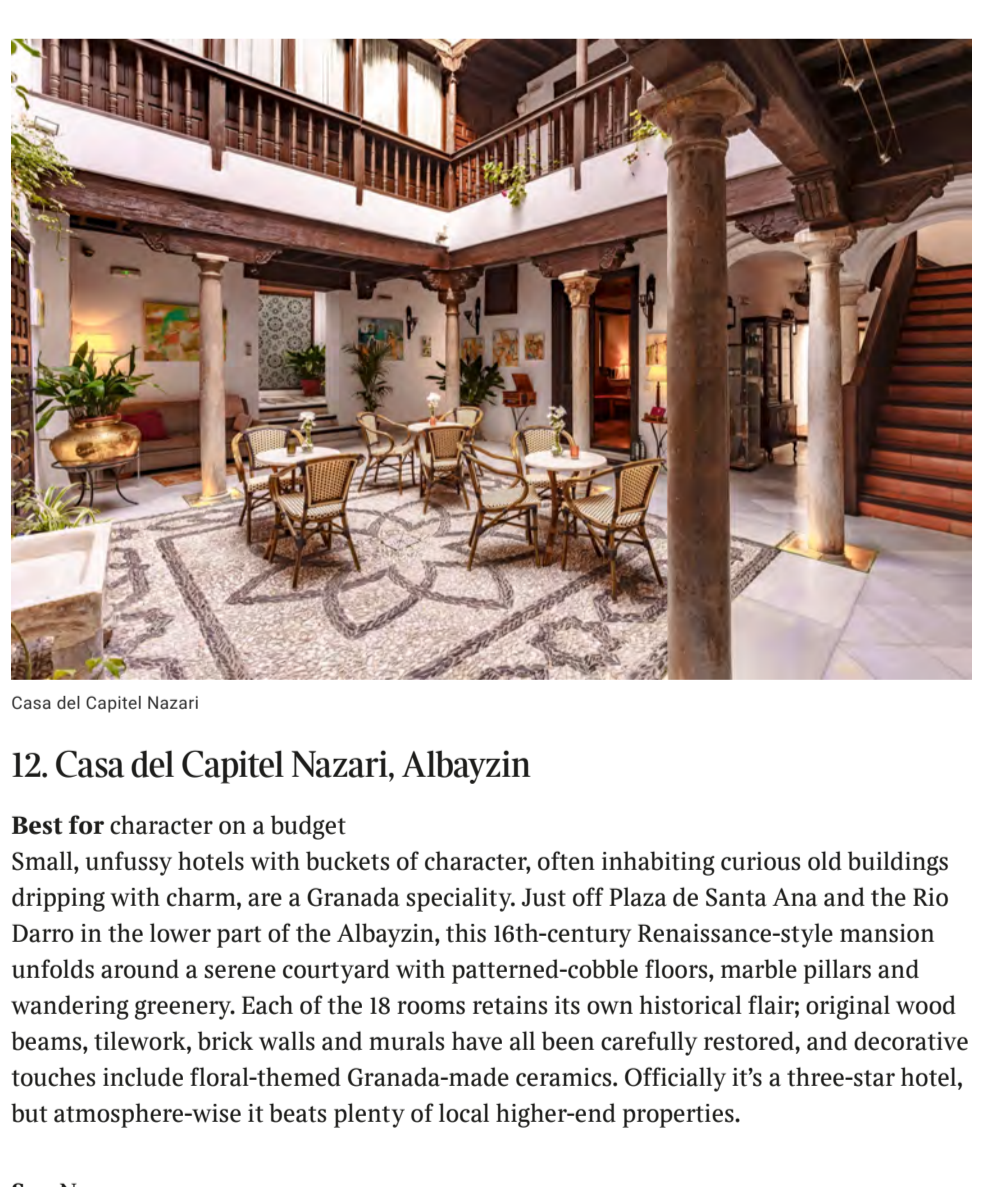 Casa del Capitel Nazari
12. Casa del Capitel Nazari, Albayzin
Best for character on a budget
Small, unfussy hotels with buckets of character, often inhabiting curious old buildings
dripping with charm, are a Granada speciality. Just off Plaza de Santa Ana and the Rio
Darro in the lower part of the Albayzin, this 16th-century Renaissance-style mansion
unfolds around a serene courtyard with patterned-cobble floors, marble pillars and
wandering greenery. Each of the 18 rooms retains its own historical flair; original wood
beams, tilework, brick walls and murals have all been carefully restored, and decorative
touches include floral-themed Granada-made ceramics. Officially it’s a three-star hotel,
but atmosphere-wise it beats plenty of local higher-end properties.